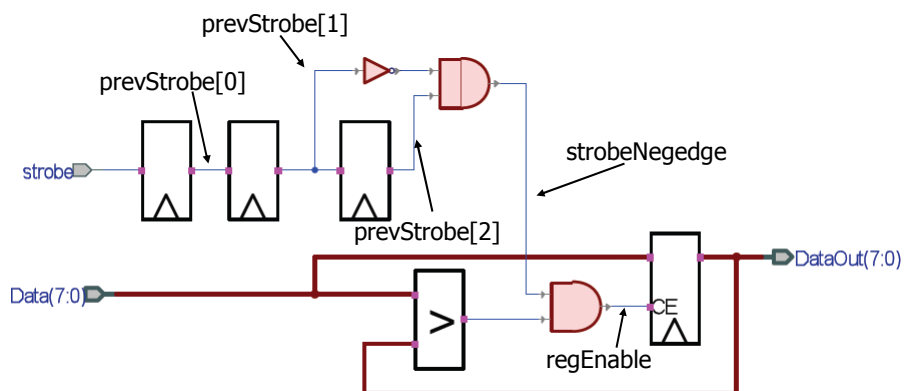 prevStrobe[1]
prevStrobe[0]
strobe
strobeNegedge
prevStrobe[2]
DataOut(7:0)
Data(7:0)
>
CE
regEnable